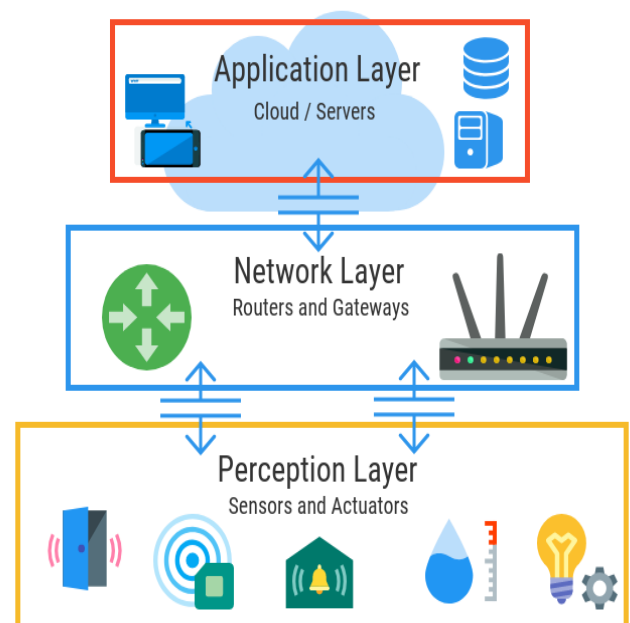 Application Layer
Cloud / Servers
Network Layer
Routers and Gateways
Perception Layer
Sensors and Actuators